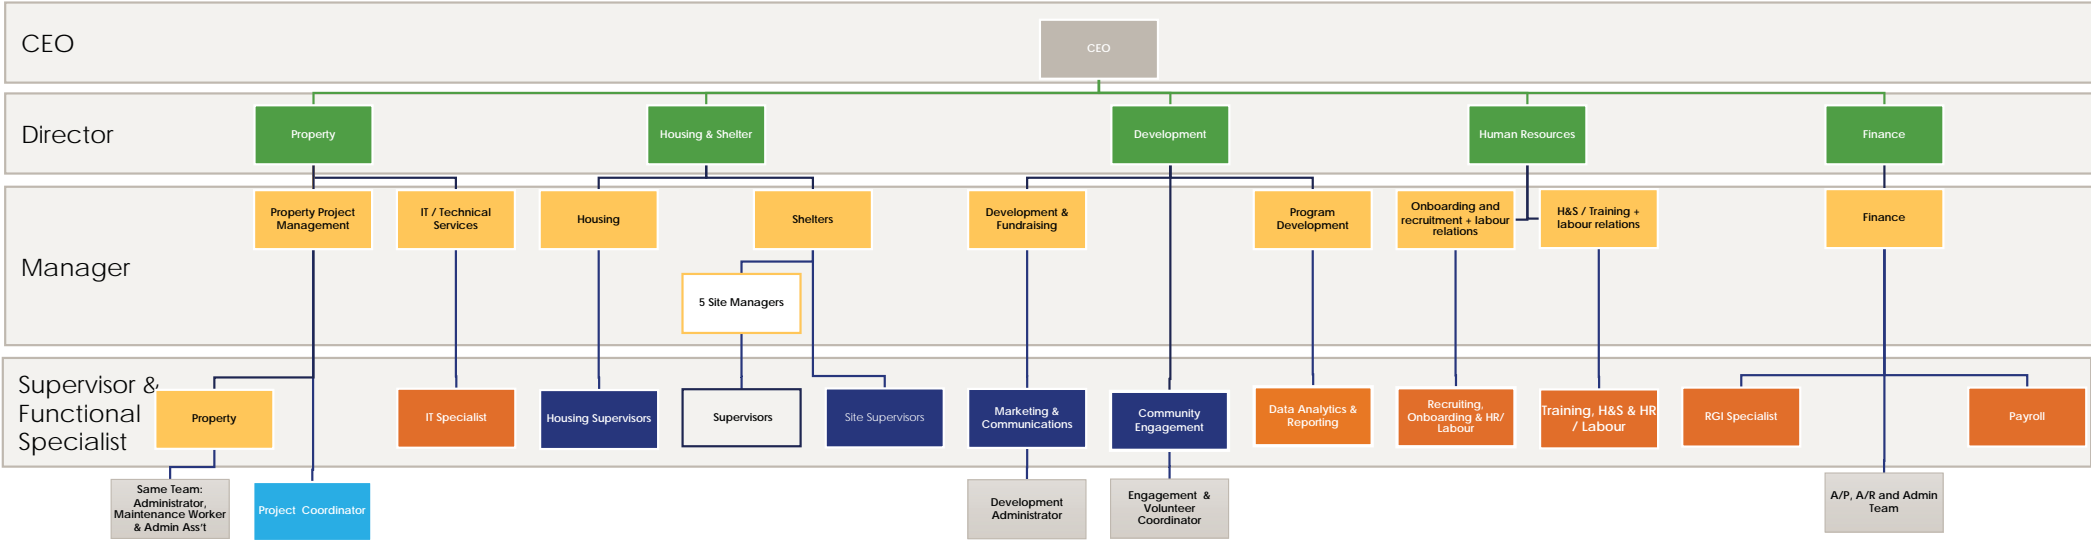 CEO
CEO
Director
Property
Housing & Shelter
Development
Human Resources
Finance
Manager
Property Project
Management
IT / Technical
Services
Housing
Shelters
Development &
Fundraising
Program
Development
Onboarding and
recruitment + labour
relations
H&S / Training +
labour relations
Finance
5 Site Managers
Supervisor &
Functional
Specialist
Property
IT Specialist
Housing Supervisors
Supervisors
Site Supervisors
Marketing &
Communications
Community
Engagement
Data Analytics &
Reporting
Recruiting,
Onboarding & HR/
Labour
Training, H&S & HR
/ Labour
RGI Specialist
Payroll
Same Team:
Administrator,
Maintenance Worker
& Admin Ass't
Project Coordinator
Development
Administrator
Engagement &
Volunteer
Coordinator
A/P, A/R and Admin
Team